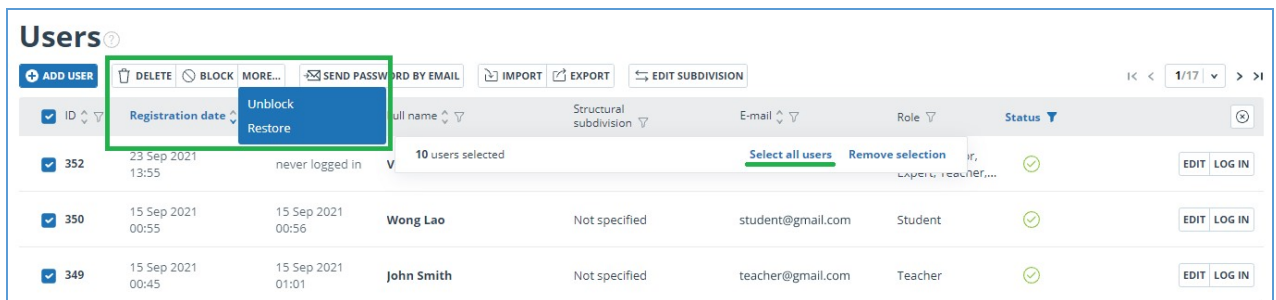 Users
ADD USER DELETE BLOCK MORE... SEND PASSWORD BY EMAIL IMPORT EXPORT EDIT SUBDIVISION 1/17
Unblock
Restore
ID Registration date ull name Structural subdivision E-mail Role Status
10 users selected Select all users Remove selection
352 23 Sep 2021 13:55 never logged in V Expert, Teacher,... EDIT LOG IN
350 15 Sep 2021 00:55 15 Sep 2021 00:56 Wong Lao Not specified student@gmail.com Student EDIT LOG IN
349 15 Sep 2021 00:45 15 Sep 2021 01:01 John Smith Not specified teacher@gmail.com Teacher EDIT LOG IN